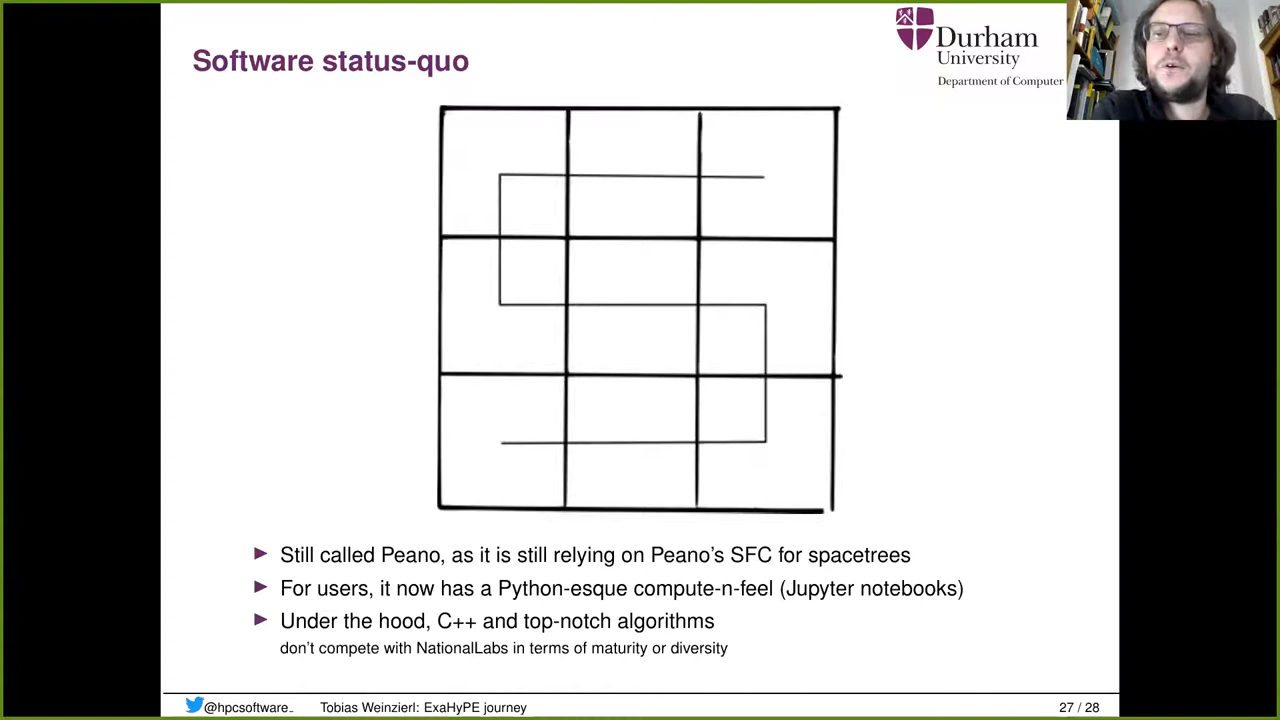 Software status-quo
Durham
University
Department of Computer
Still called Peano, as it is still relying on Peano's SFC for spacetrees
For users, it now has a Python-esque compute-n-feel (Jupyter notebooks)
Under the hood, C++ and top-notch algorithms
don't compete with NationalLabs in terms of maturity or diversity
@hpcsoftware_ Tobias Weinzierl: ExaHyPE journey 27 / 28